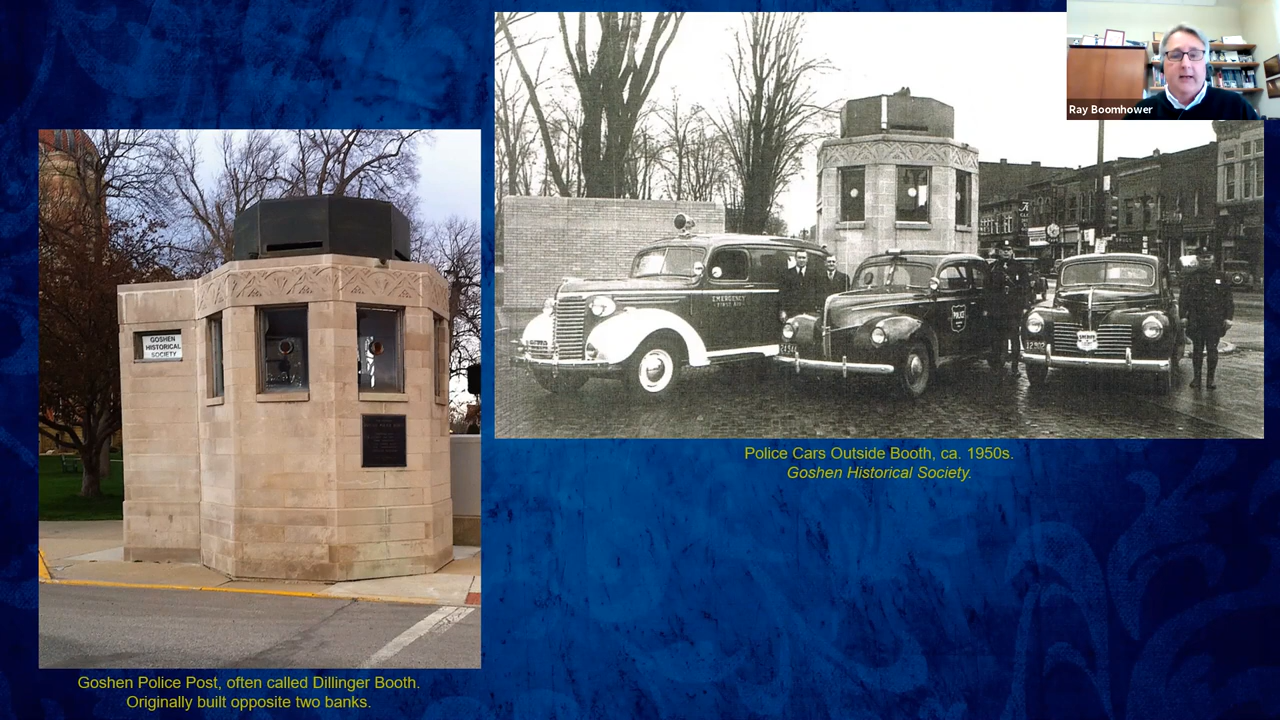 GOSHEN
HISTORICAL
SOCIETY
Goshen Police Post, often called Dillinger Booth.
Originally built opposite two banks.
EMERGENCY
FIRST AID
POLICE
Police Cars Outside Booth, ca. 1950s.
Goshen Historical Society.
Ray Boomhower